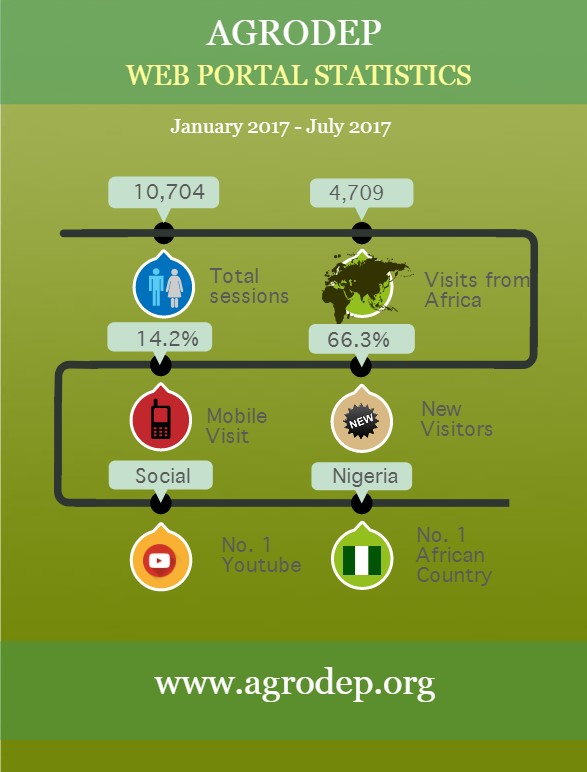 AGRODEP
WEB PORTAL STATISTICS
January 2017 - July 2017
10,704
4,709
Total
sessions
Visits from
Africa
14.2%
66.3%
Mobile
Visit
NEW
New
Visitors
Social
Nigeria
No. 1
Youtube
No. 1
African
Country
www.agrodep.org